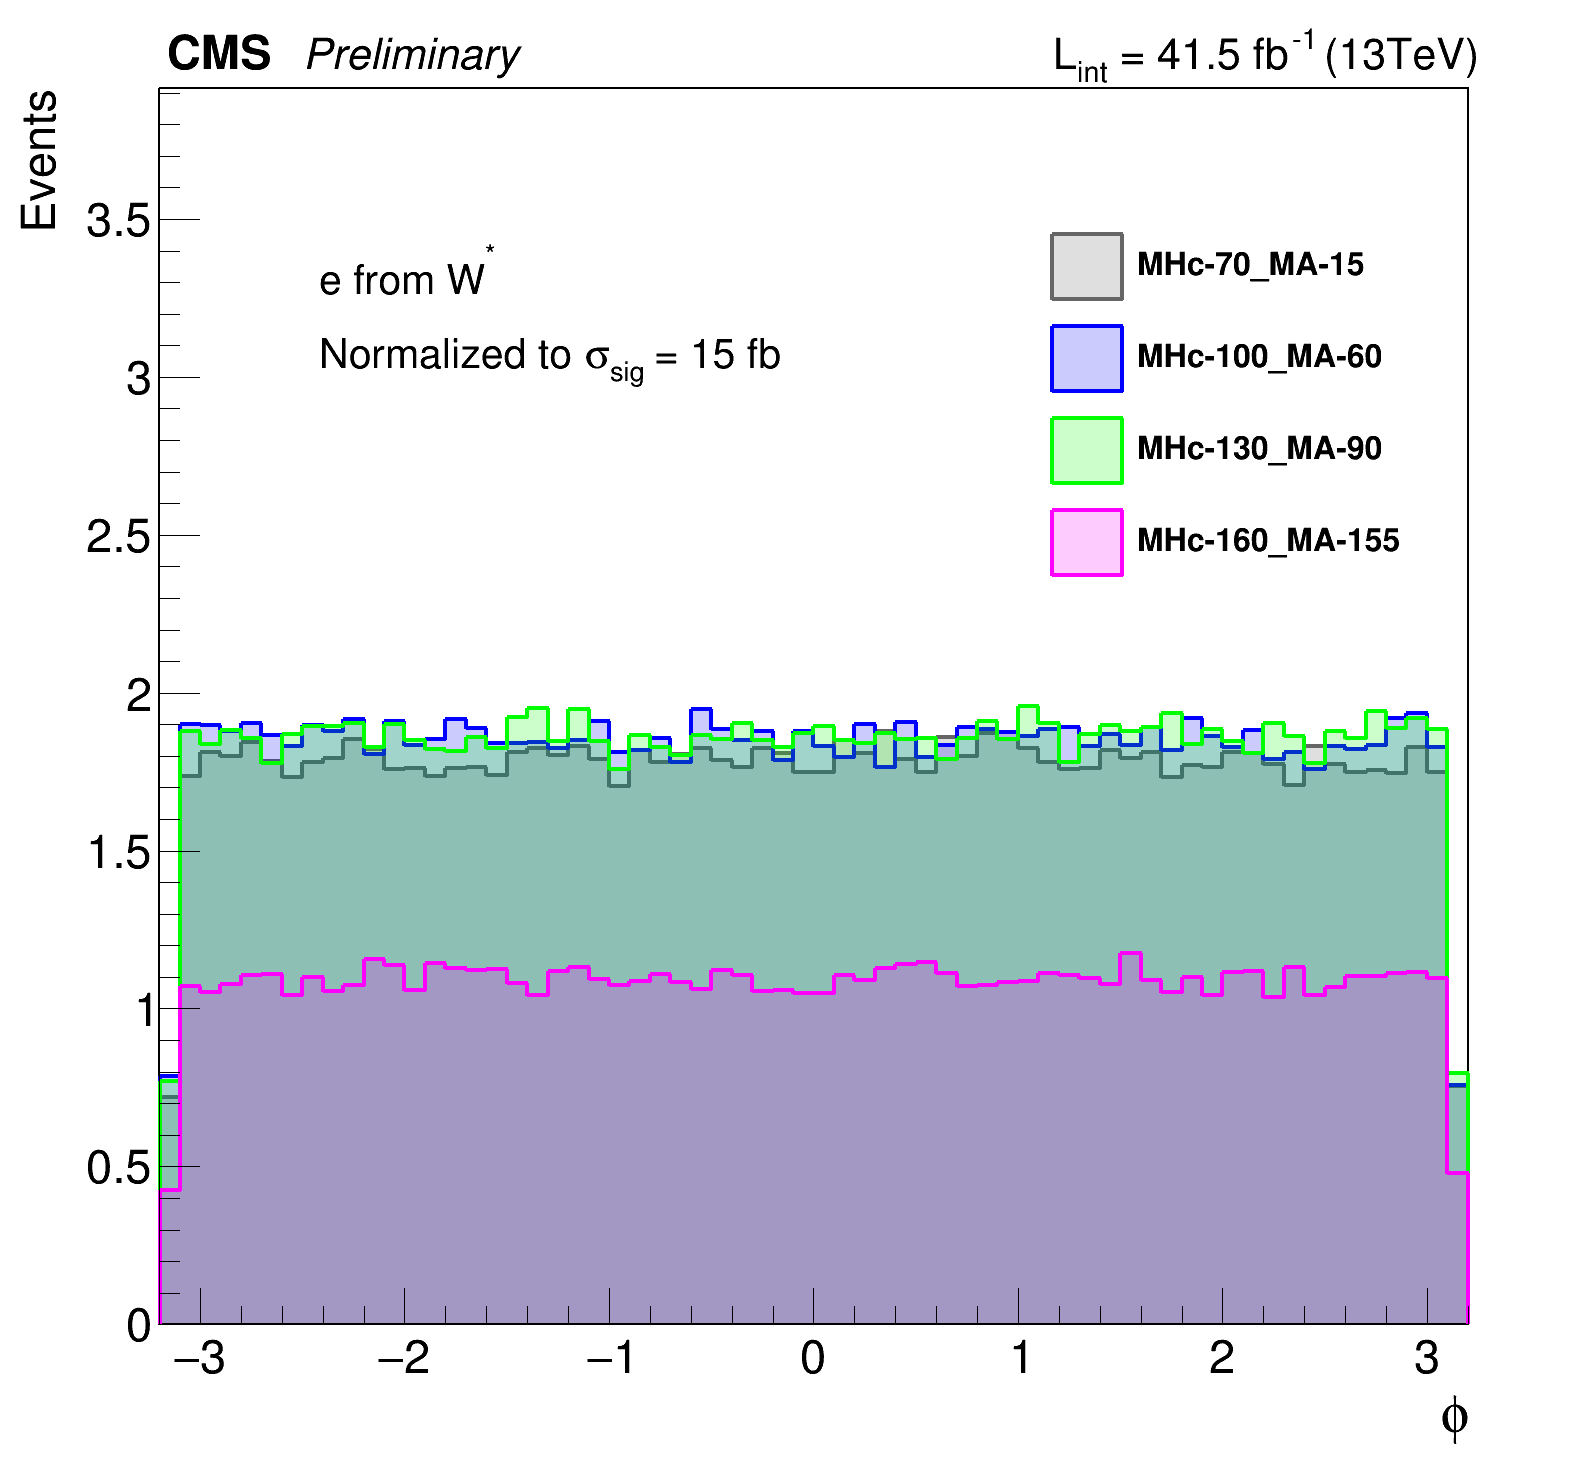 CMS Preliminary
L_int = 41.5 fb^-1 (13TeV)
Events
3.5
3
2.5
2
1.5
1
0.5
0
e from W*
Normalized to σ_sig = 15 fb
MHc-70_MA-15
MHc-100_MA-60
MHc-130_MA-90
MHc-160_MA-155
−3 −2 −1 0 1 2 3
ϕ